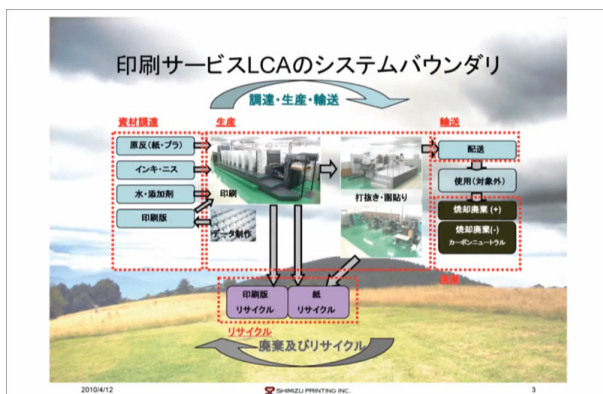 印刷サービスLCAのシステムバウンダリ
調達・生産・輸送
資材調達
生産
輸送
原反(紙・プラ)
インキ・ニス
水・添加剤
印刷版
印刷
データ制作
打抜き・面貼り
配送
使用(対象外)
焼却廃棄(+)
焼却廃棄(-)
カーボンニュートラル
廃棄
印刷版
リサイクル
紙
リサイクル
リサイクル
廃棄及びリサイクル
2010/4/12
SHIMIZU PRINTING INC.
3